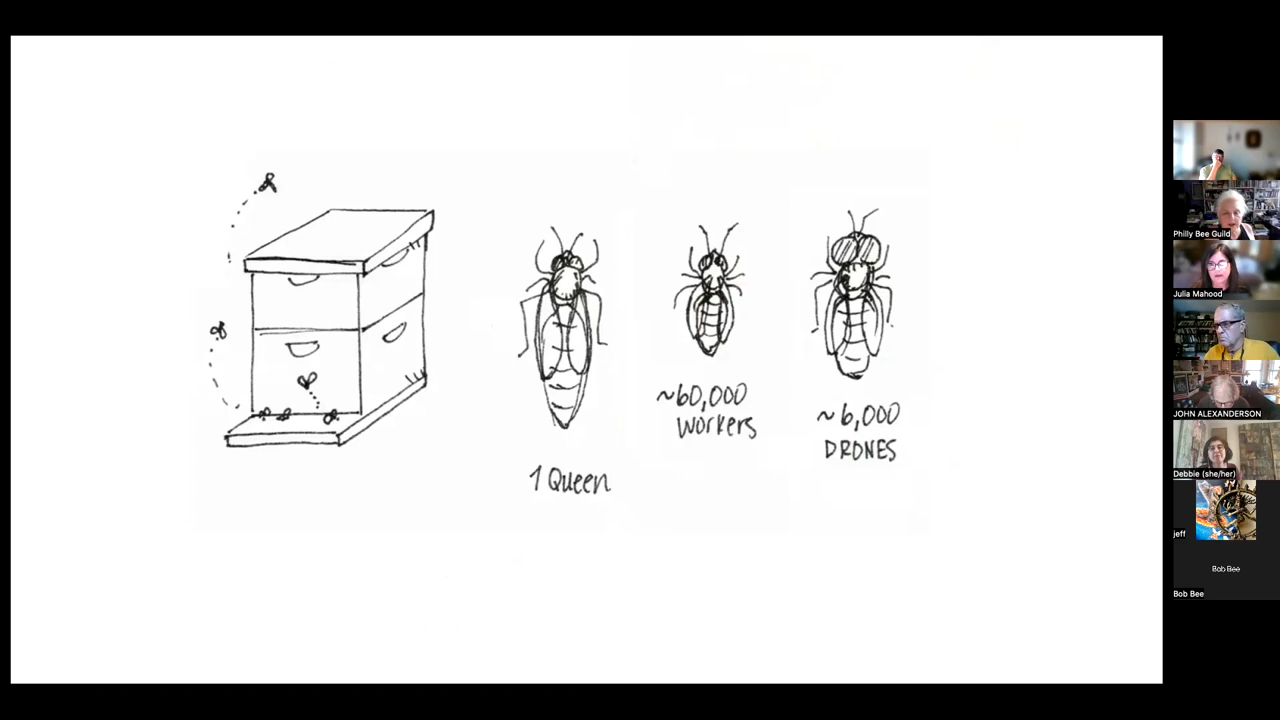 1 Queen
~60,000
workers
~6,000
DRONES
Philly Bee Guild
Julia Mahood
JOHN ALEXANDERSON
Debbie (she/her)
jeff
Bob Bee
Bob Bee